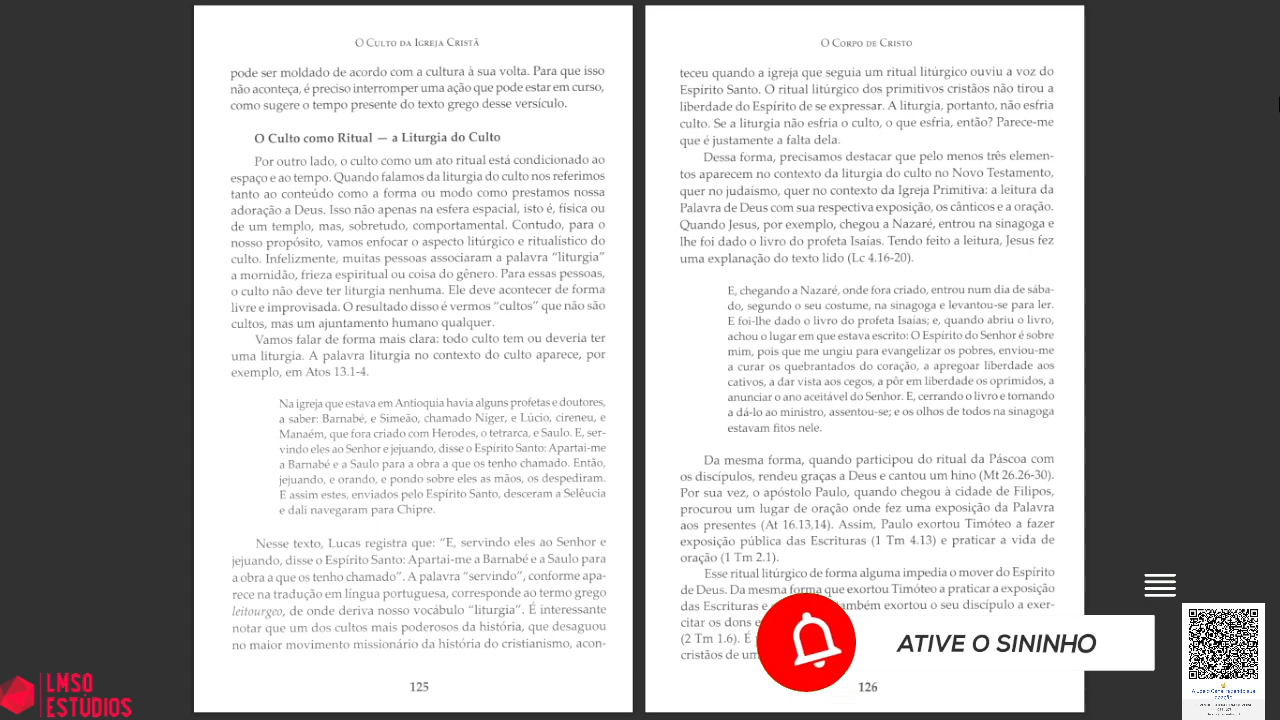 O CULTO DA IGREJA CRISTÃ
pode ser moldado de acordo com a cultura à sua volta. Para que isso
não aconteça, é preciso interromper uma ação que pode estar em curso,
como sugere o tempo presente do texto grego desse versículo.
O Culto como Ritual — a Liturgia do Culto
Por outro lado, o culto como um ato ritual está condicionado ao
espaço e ao tempo. Quando falamos da liturgia do culto nos referimos
tanto ao conteúdo como a forma ou modo como prestamos nossa
adoração a Deus. Isso não apenas na esfera espacial, isto é, física ou
de um templo, mas, sobretudo, comportamental. Contudo, para o
nosso propósito, vamos enfocar o aspecto litúrgico e ritualístico do
culto. Infelizmente, muitas pessoas associaram a palavra “liturgia”
a mornidão, frieza espiritual ou coisa do gênero. Para essas pessoas,
o culto não deve ter liturgia nenhuma. Ele deve acontecer de forma
livre e improvisada. O resultado disso é vermos “cultos” que não são
cultos, mas um ajuntamento humano qualquer.
Vamos falar de forma mais clara: todo culto tem ou deveria ter
uma liturgia. A palavra liturgia no contexto do culto aparece, por
exemplo, em Atos 13.1-4.
Na igreja que estava em Antioquia havia alguns profetas e doutores,
a saber: Barnabé, e Simeão, chamado Níger, e Lúcio, cireneu, e
Manaém, que fora criado com Herodes, o tetrarca, e Saulo. E, ser-
vindo eles ao Senhor e jejuando, disse o Espírito Santo: Apartai-me
a Barnabé e a Saulo para a obra a que os tenho chamado. Então,
jejuando, e orando, e pondo sobre eles as mãos, os despediram.
E assim estes, enviados pelo Espírito Santo, desceram a Selêucia
e dali navegaram para Chipre.
Nesse texto, Lucas registra que: “E, servindo eles ao Senhor e
jejuando, disse o Espírito Santo: Apartai-me a Barnabé e a Saulo para
a obra a que os tenho chamado”. A palavra “servindo”, conforme apa-
rece na tradução em língua portuguesa, corresponde ao termo grego
leitourgeo, de onde deriva nosso vocábulo “liturgia”. É interessante
notar que um dos cultos mais poderosos da história, que desaguou
no maior movimento missionário da história do cristianismo, acon-
125
O CORPO DE CRISTO
teceu quando a igreja que seguia um ritual litúrgico ouviu a voz do
Espírito Santo. O ritual litúrgico dos primitivos cristãos não tirou a
liberdade do Espírito de se expressar. A liturgia, portanto, não esfria
culto. Se a liturgia não esfria o culto, o que esfria, então? Parece-me
que é justamente a falta dela.
Dessa forma, precisamos destacar que pelo menos três elemen-
tos aparecem no contexto da liturgia do culto no Novo Testamento,
quer no judaísmo, quer no contexto da Igreja Primitiva: a leitura da
Palavra de Deus com sua respectiva exposição, os cânticos e a oração.
Quando Jesus, por exemplo, chegou a Nazaré, entrou na sinagoga e
lhe foi dado o livro do profeta Isaías. Tendo feito a leitura, Jesus fez
uma explanação do texto lido (Lc 4.16-20).
E, chegando a Nazaré, onde fora criado, entrou num dia de sába-
do, segundo o seu costume, na sinagoga e levantou-se para ler.
E foi-lhe dado o livro do profeta Isaías; e, quando abriu o livro,
achou o lugar em que estava escrito: O Espírito do Senhor é sobre
mim, pois que me ungiu para evangelizar os pobres, enviou-me
a curar os quebrantados do coração, a apregoar liberdade aos
cativos, a dar vista aos cegos, a pôr em liberdade os oprimidos, a
anunciar o ano aceitável do Senhor. E, cerrando o livro e tornando
a dá-lo ao ministro, assentou-se; e os olhos de todos na sinagoga
estavam fitos nele.
Da mesma forma, quando participou do ritual da Páscoa com
os discípulos, rendeu graças a Deus e cantou um hino (Mt 26.26-30).
Por sua vez, o apóstolo Paulo, quando chegou à cidade de Filipos,
procurou um lugar de oração onde fez uma exposição da Palavra
aos presentes (At 16.13,14). Assim, Paulo exortou Timóteo a fazer
exposição pública das Escrituras (1 Tm 4.13) e praticar a vida de
oração (1 Tm 2.1).
Esse ritual litúrgico de forma alguma impedia o mover do Espírito
de Deus. Da mesma forma que exortou Timóteo a praticar a exposição
das Escrituras e também exortou o seu discípulo a exer-
citar os dons
(2 Tm 1.6). É
cristãos de
126
ATIVE O SININHO
LMSO
ESTÚDIOS